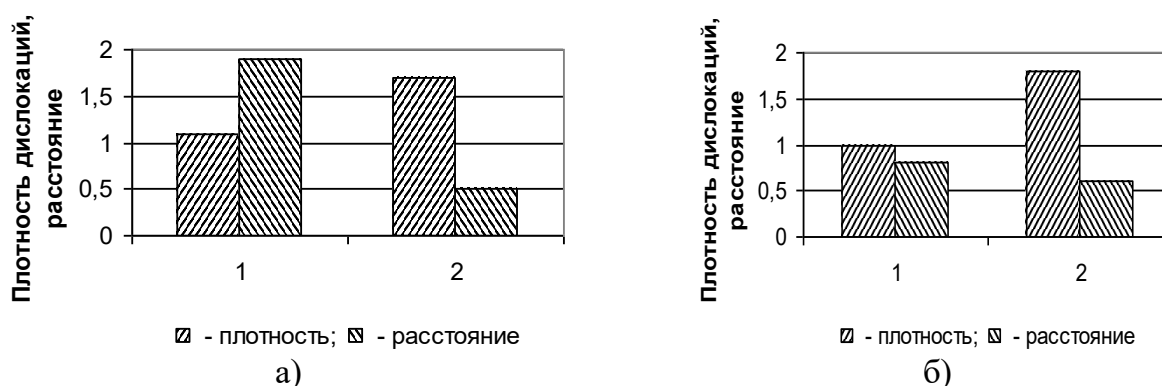 Плотность дислокаций,
расстояние
2
1,5
1
0,5
0
1
2
- плотность;
- расстояние
а)
Плотность дислокаций,
расстояние
2
1,5
1
0,5
0
1
2
- плотность;
- расстояние
б)